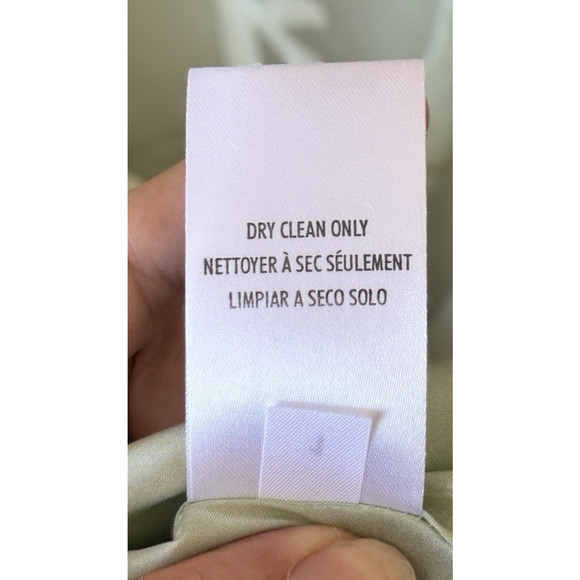 DRY CLEAN ONLY
NETTOYER À SEC SÉULEMENT
LIMPIAR A SECO SOLO